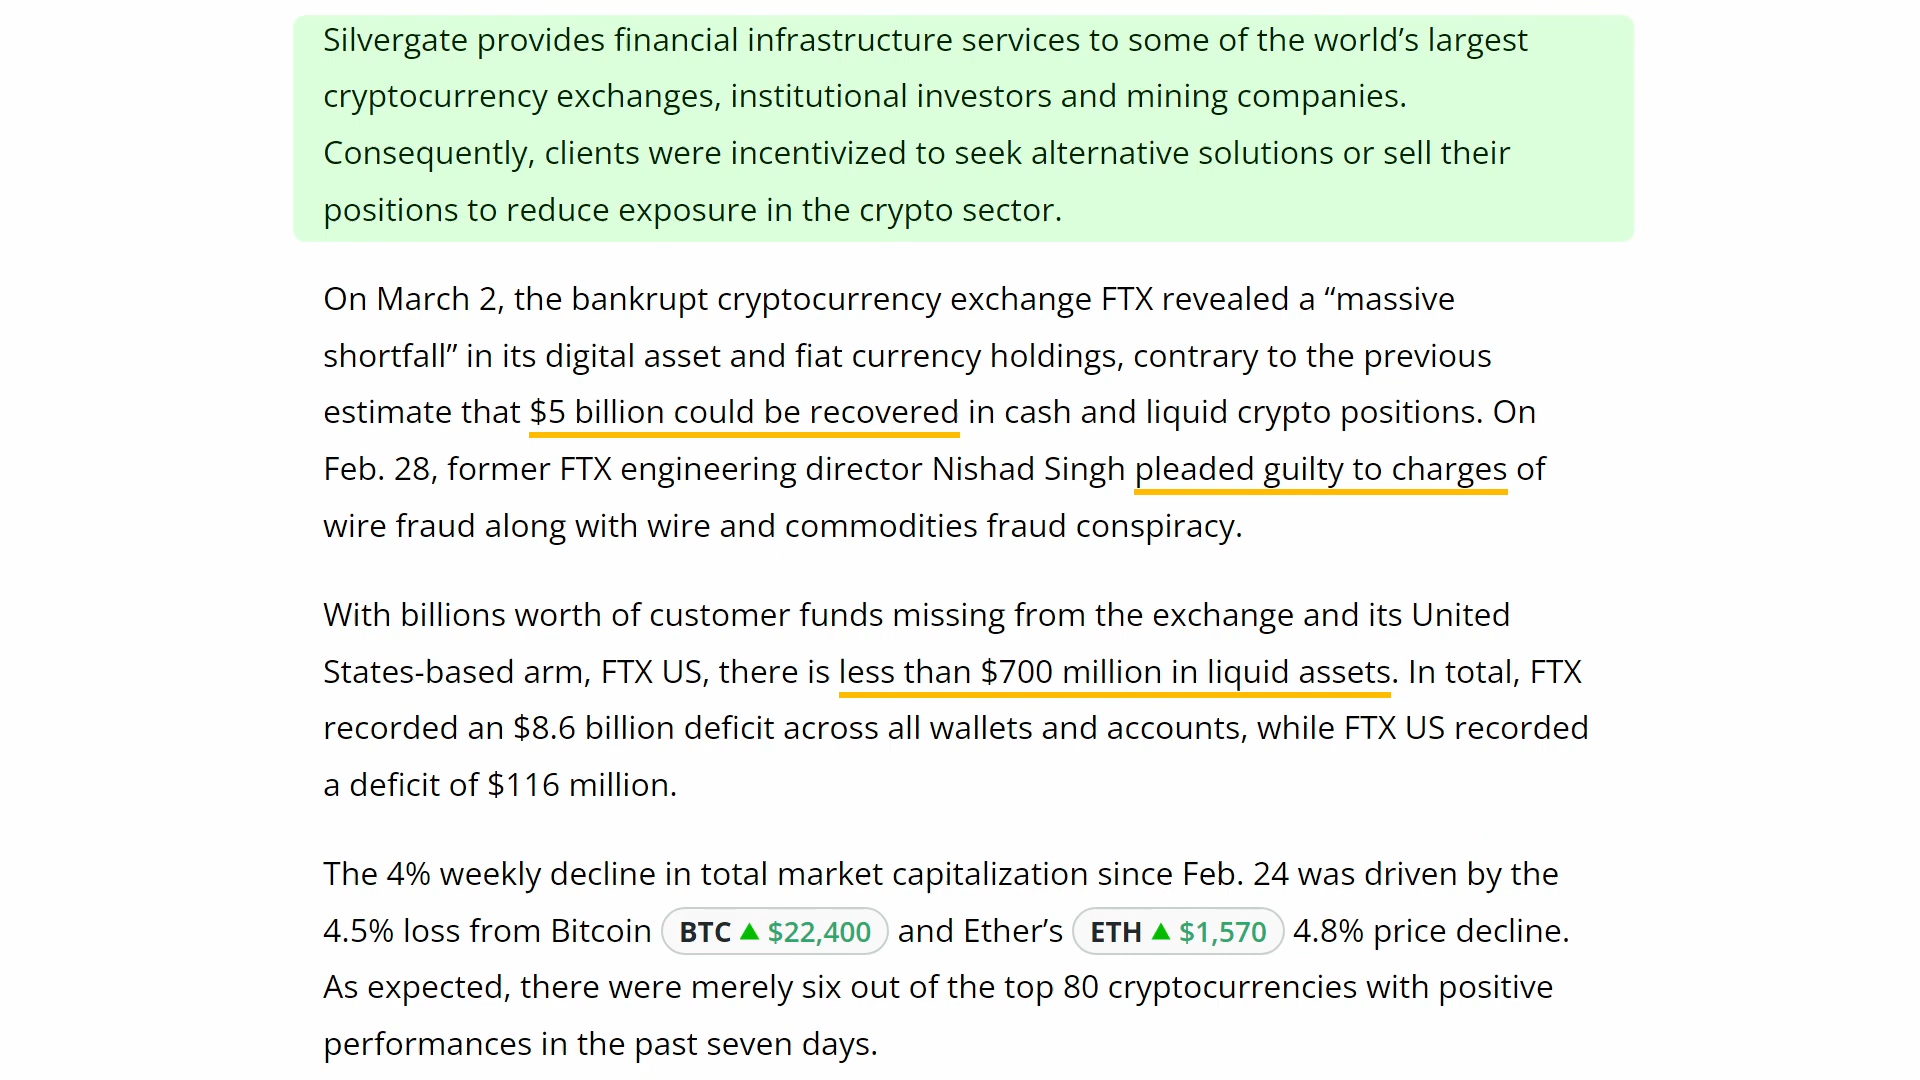 Silvergate provides financial infrastructure services to some of the world’s largest
cryptocurrency exchanges, institutional investors and mining companies.
Consequently, clients were incentivized to seek alternative solutions or sell their
positions to reduce exposure in the crypto sector.
On March 2, the bankrupt cryptocurrency exchange FTX revealed a “massive
shortfall” in its digital asset and fiat currency holdings, contrary to the previous
estimate that $5 billion could be recovered in cash and liquid crypto positions. On
Feb. 28, former FTX engineering director Nishad Singh pleaded guilty to charges of
wire fraud along with wire and commodities fraud conspiracy.
With billions worth of customer funds missing from the exchange and its United
States-based arm, FTX US, there is less than $700 million in liquid assets. In total, FTX
recorded an $8.6 billion deficit across all wallets and accounts, while FTX US recorded
a deficit of $116 million.
The 4% weekly decline in total market capitalization since Feb. 24 was driven by the
4.5% loss from Bitcoin BTC ▲ $22,400 and Ether’s ETH ▲ $1,570 4.8% price decline.
As expected, there were merely six out of the top 80 cryptocurrencies with positive
performances in the past seven days.